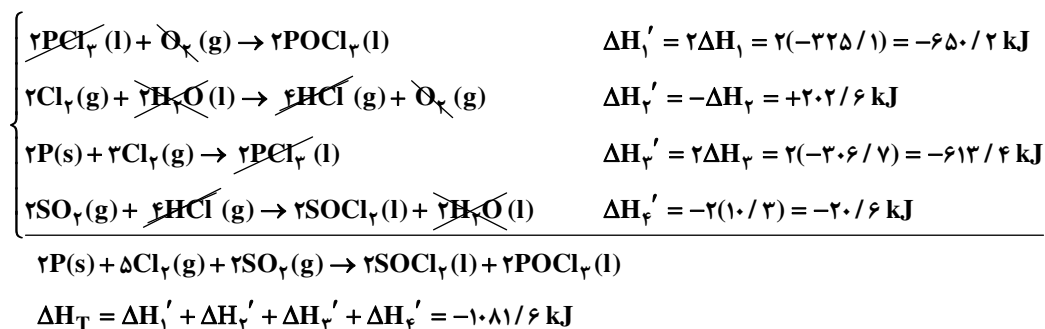 ۲PCl₃ (l) + O₂ (g) → ۲POCl₃ (l)   ΔH₁′ = ۲ΔH₁ = ۲(−۳۲۵/۱) = −۶۵۰/۲ kJ
۲Cl₂ (g) + ۲H₂O (l) → ۴HCl (g) + O₂ (g)   ΔH₂′ = −ΔH₂ = +۲۰۲/۶ kJ
۲P(s) + ۳Cl₂ (g) → ۲PCl₃ (l)   ΔH₃′ = ۲ΔH₃ = ۲(−۳۰۶/۷) = −۶۱۳/۴ kJ
۲SO₂ (g) + ۴HCl (g) → ۲SOCl₂ (l) + ۲H₂O (l)   ΔH₄′ = −۲(۱۰/۳) = −۲۰/۶ kJ
۲P(s) + ۵Cl₂ (g) + ۲SO₂ (g) → ۲SOCl₂ (l) + ۲POCl₃ (l)
ΔH_T = ΔH₁′ + ΔH₂′ + ΔH₃′ + ΔH₄′ = −۱۰۸۱/۶ kJ